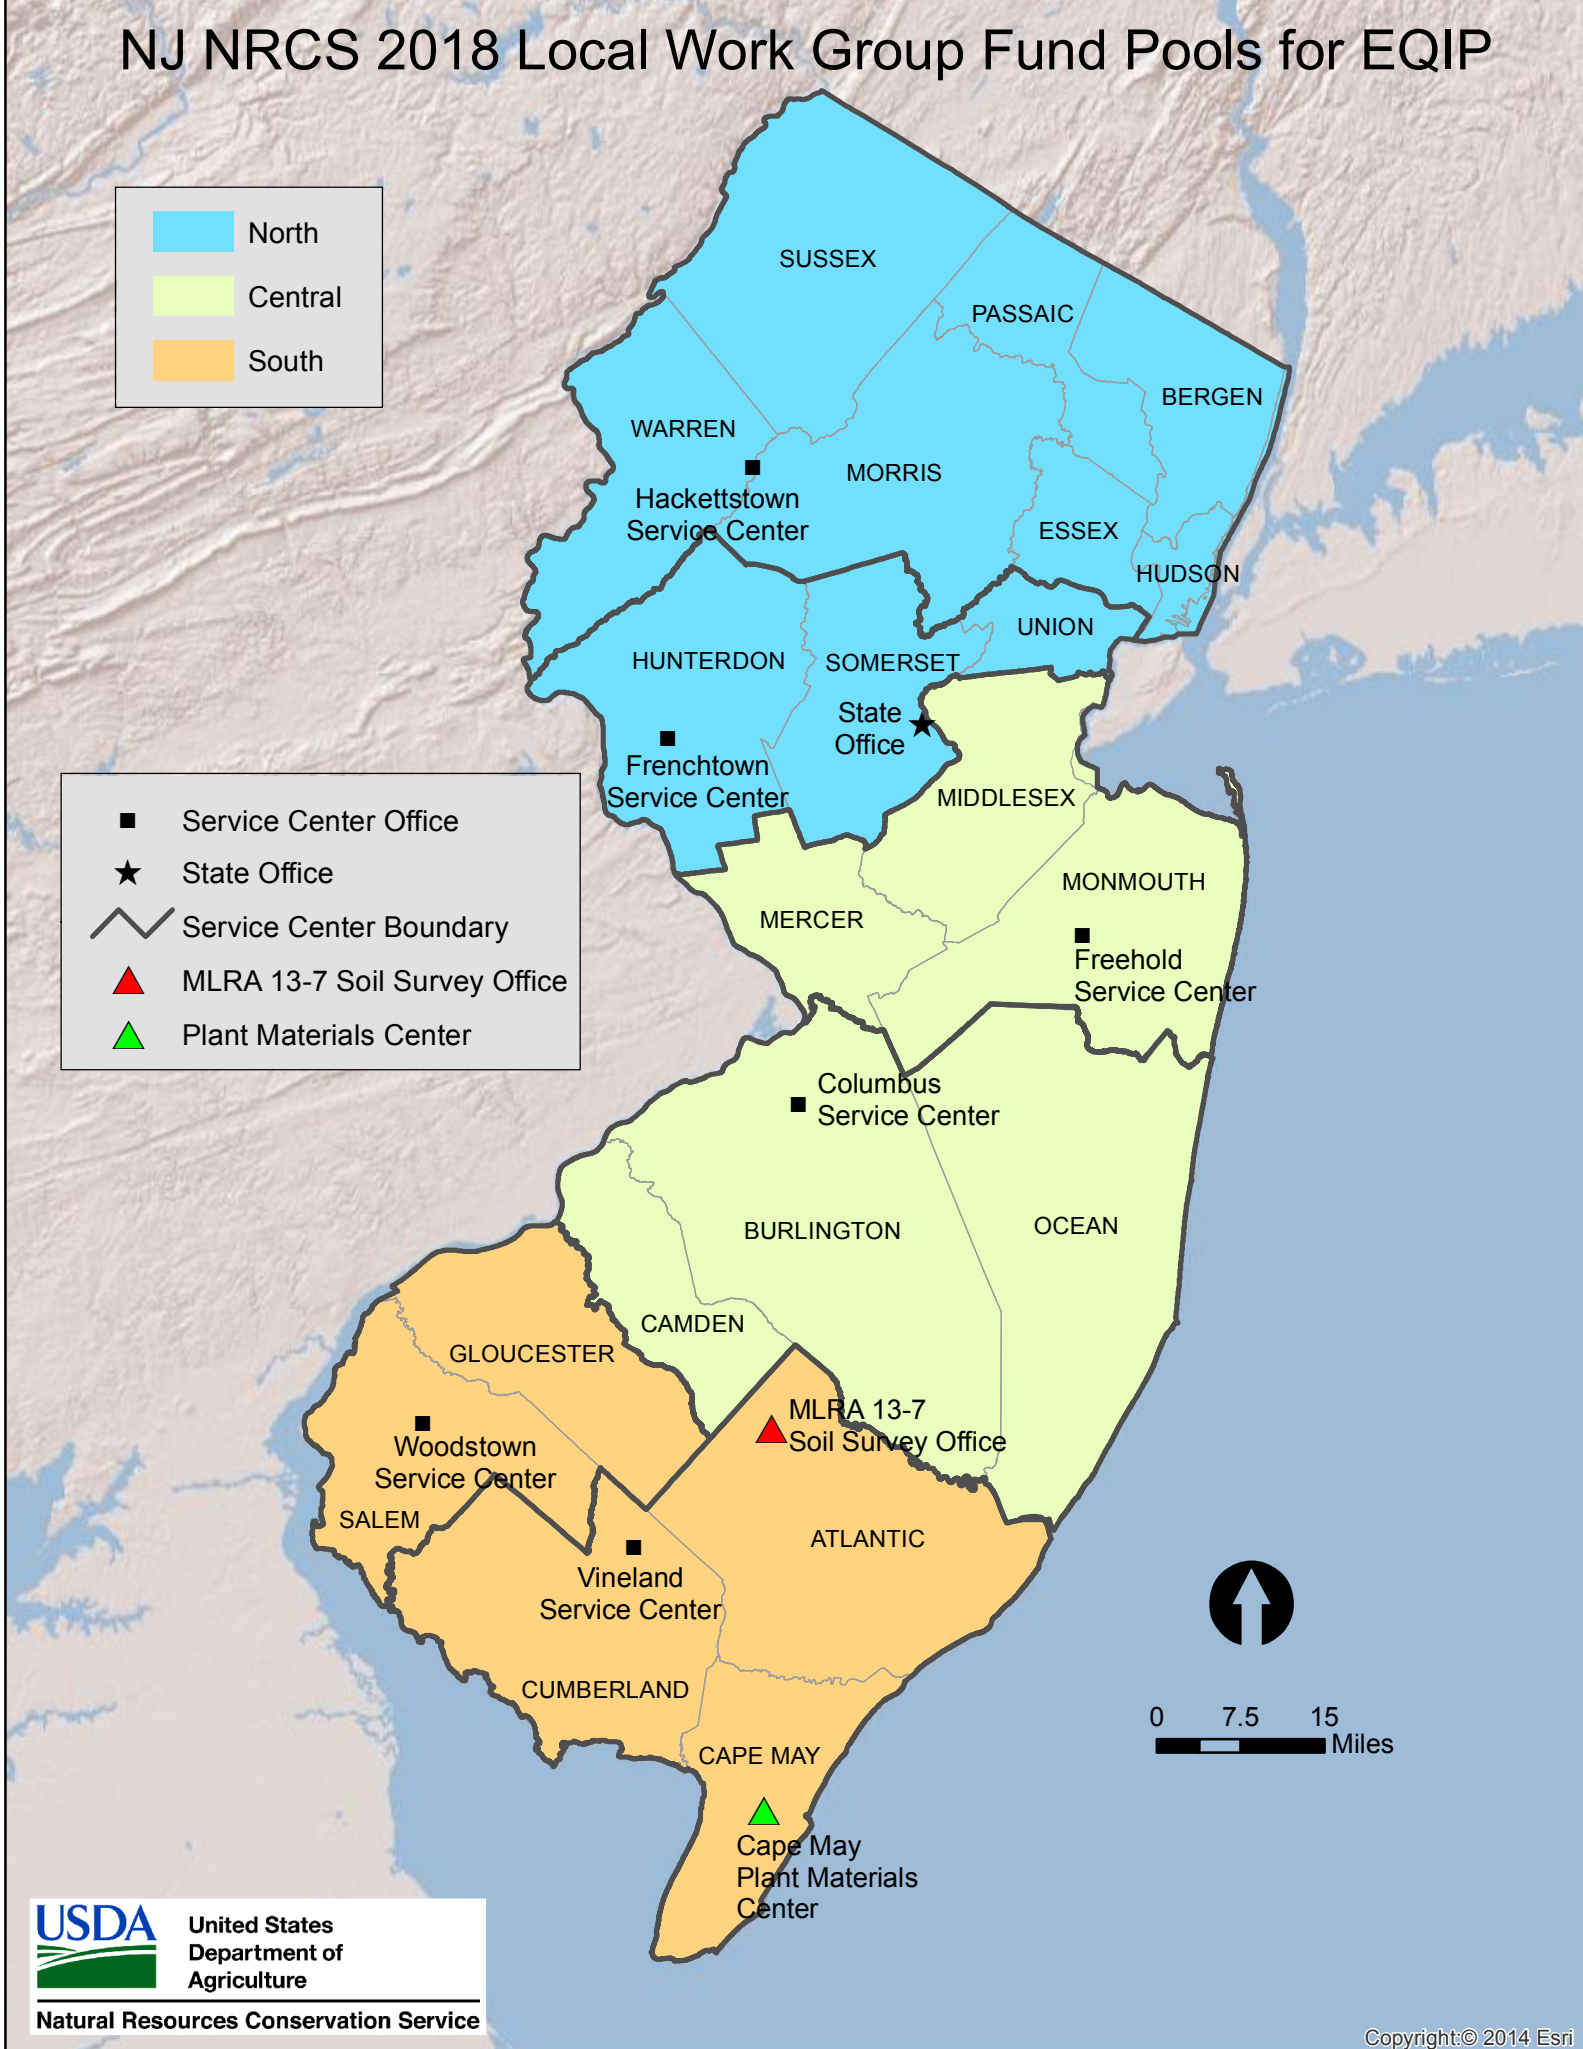 NJ NRCS 2018 Local Work Group Fund Pools for EQIP
North
Central
South
SUSSEX
PASSAIC
BERGEN
WARREN
MORRIS
Hackettstown
Service Center
ESSEX
HUDSON
UNION
HUNTERDON
SOMERSET
State
Office
Frenchtown
Service Center
MIDDLESEX
Service Center Office
State Office
Service Center Boundary
MLRA 13-7 Soil Survey Office
Plant Materials Center
MONMOUTH
MERCER
Freehold
Service Center
Columbus
Service Center
BURLINGTON
OCEAN
CAMDEN
GLOUCESTER
MLRA 13-7
Soil Survey Office
Woodstown
Service Center
SALEM
ATLANTIC
Vineland
Service Center
CUMBERLAND
CAPE MAY
0 7.5 15
Miles
Cape May
Plant Materials
Center
USDA
United States
Department of
Agriculture
Natural Resources Conservation Service
Copyright:© 2014 Esri